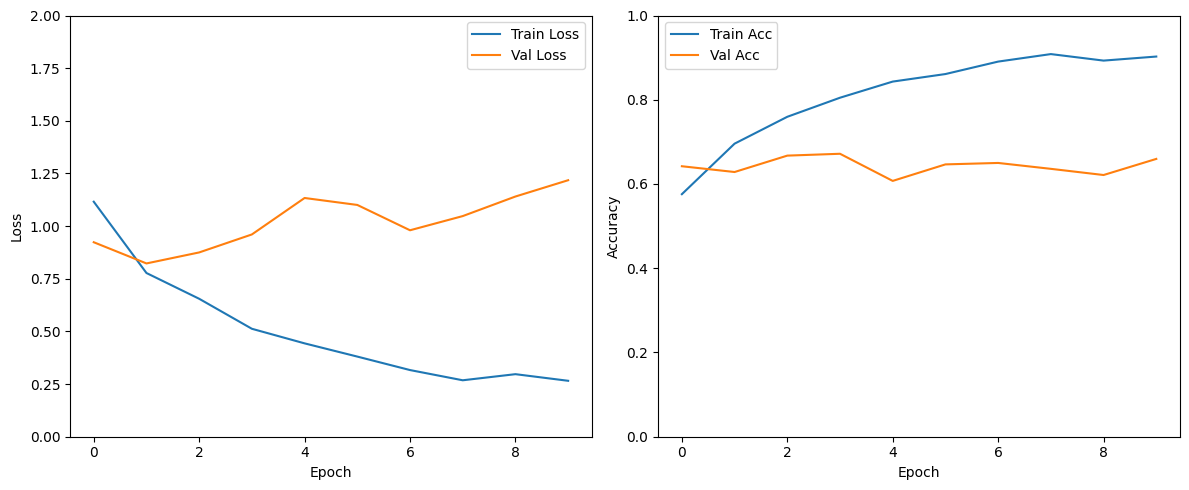 2.00
1.75
1.50
1.25
1.00
0.75
0.50
0.25
0.00
Loss
0 2 4 6 8
Epoch
Train Loss
Val Loss
1.0
0.8
0.6
0.4
0.2
0.0
Accuracy
0 2 4 6 8
Epoch
Train Acc
Val Acc